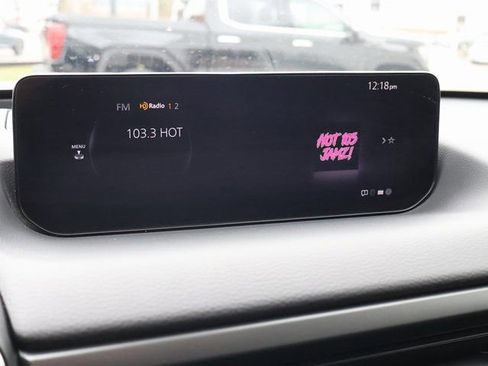 12:18pm
FM HD Radio 1 2
103.3 HOT
MENU
HOT 103
JAMZ!